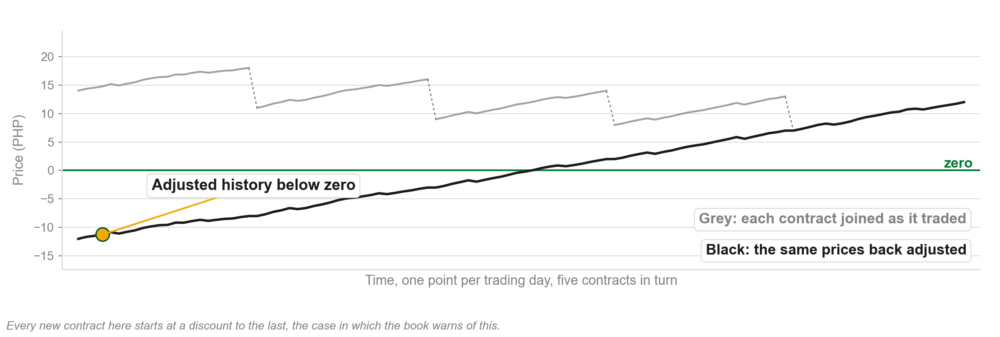 20
15
10
5
0
−5
−10
−15
Price (PHP)
zero
Adjusted history below zero
Grey: each contract joined as it traded
Black: the same prices back adjusted
Time, one point per trading day, five contracts in turn
Every new contract here starts at a discount to the last, the case in which the book warns of this.